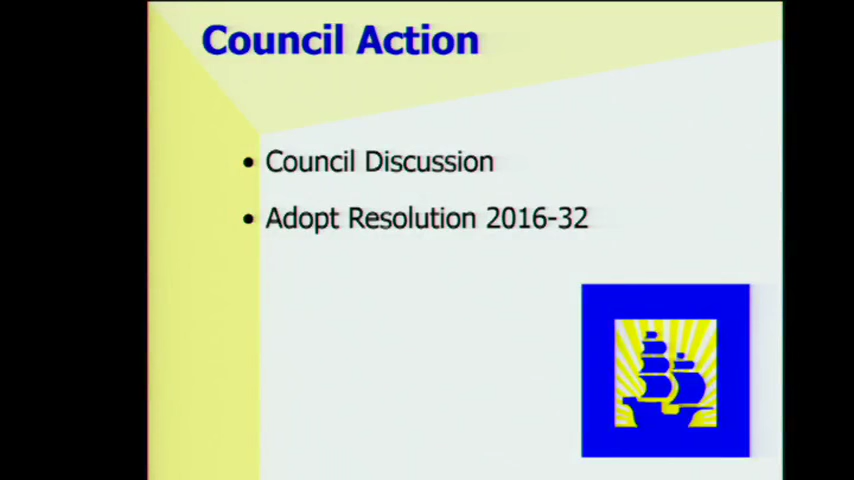 Council Action
• Council Discussion
• Adopt Resolution 2016-32